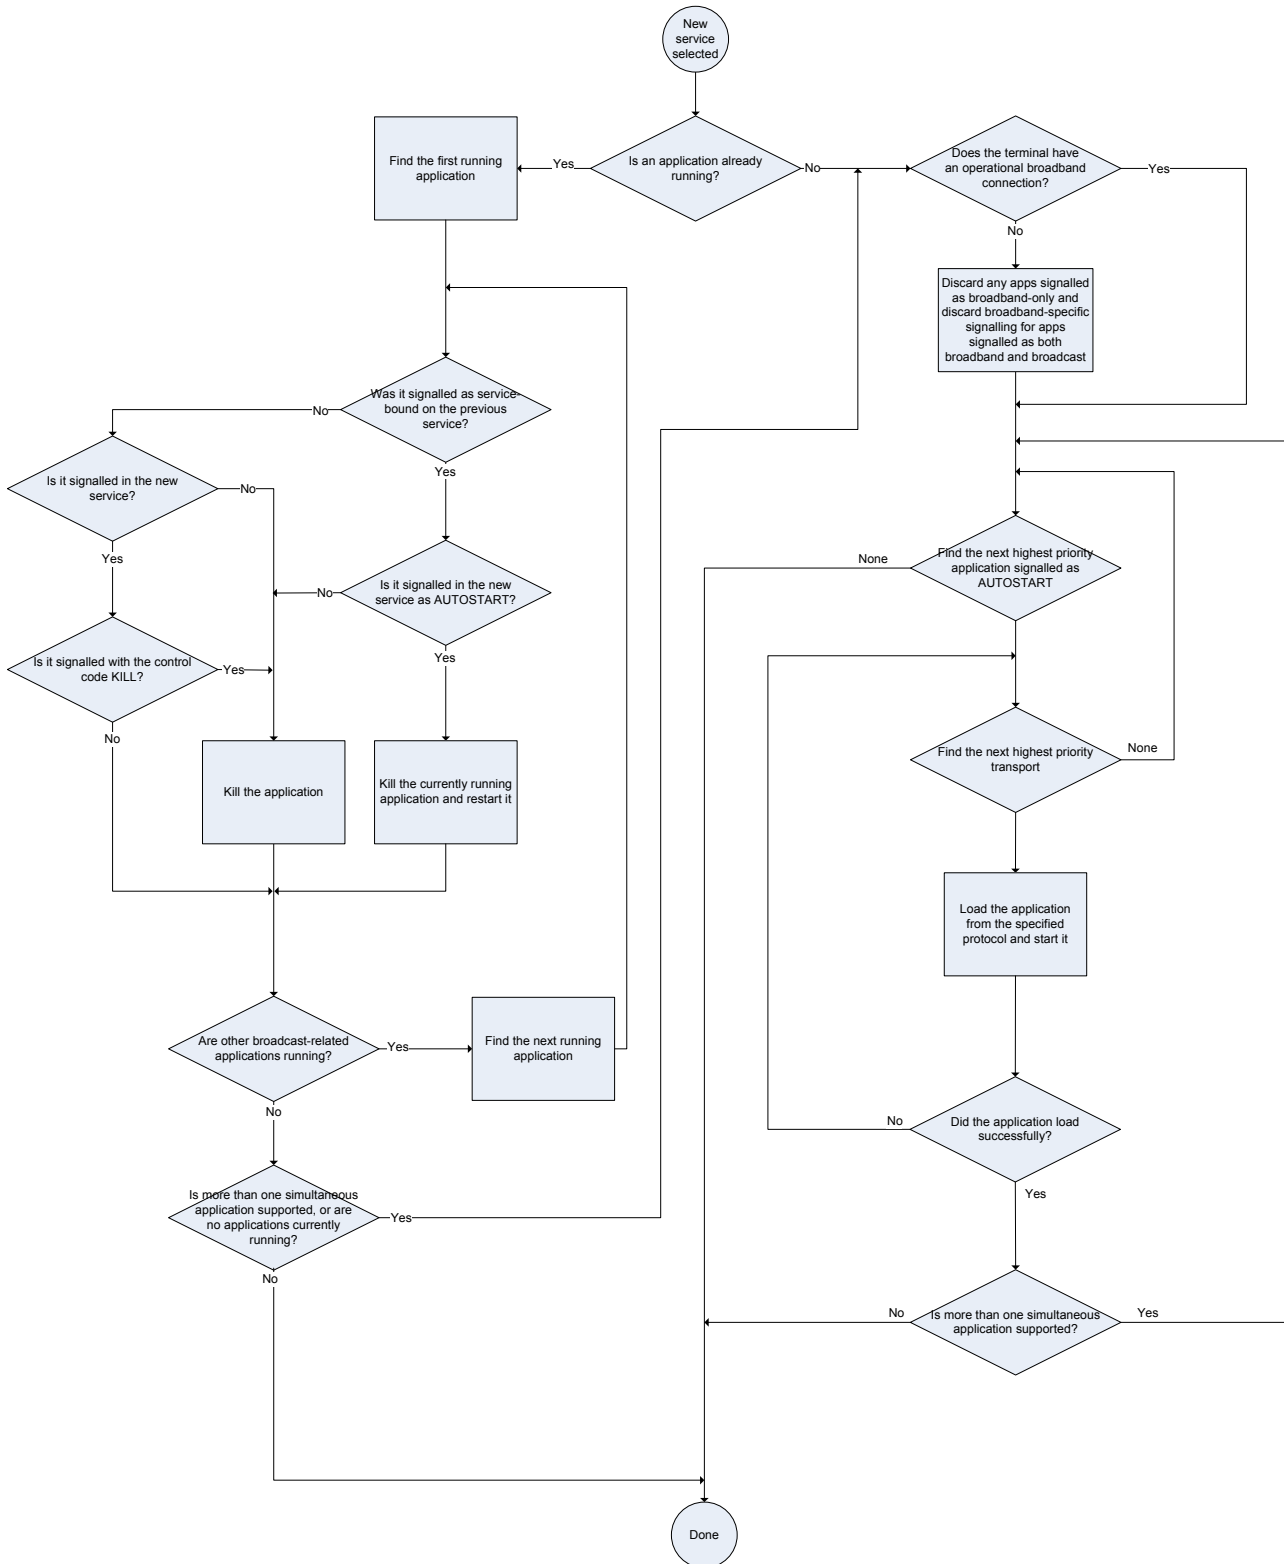 New
service
selected
Find the first running
application
Yes
Is an application already
running?
No
Does the terminal have
an operational broadband
connection?
Yes
No
Discard any apps signalled
as broadband-only and
discard broadband-specific
signalling for apps
signalled as both
broadband and broadcast
Was it signalled as service-
bound on the previous
service?
No
Yes
Is it signalled in the new
service?
No
Yes
Is it signalled in the new
service as AUTOSTART?
No
Yes
Find the next highest priority
application signalled as
AUTOSTART
None
Is it signalled with the control
code KILL?
Yes
No
Kill the application
Kill the currently running
application and restart it
Find the next highest priority
transport
None
Load the application
from the specified
protocol and start it
Are other broadcast-related
applications running?
Yes
Find the next running
application
No
Did the application load
successfully?
No
Yes
Is more than one simultaneous
application supported, or are
no applications currently
running?
Yes
No
Is more than one simultaneous
application supported?
No
Yes
Done